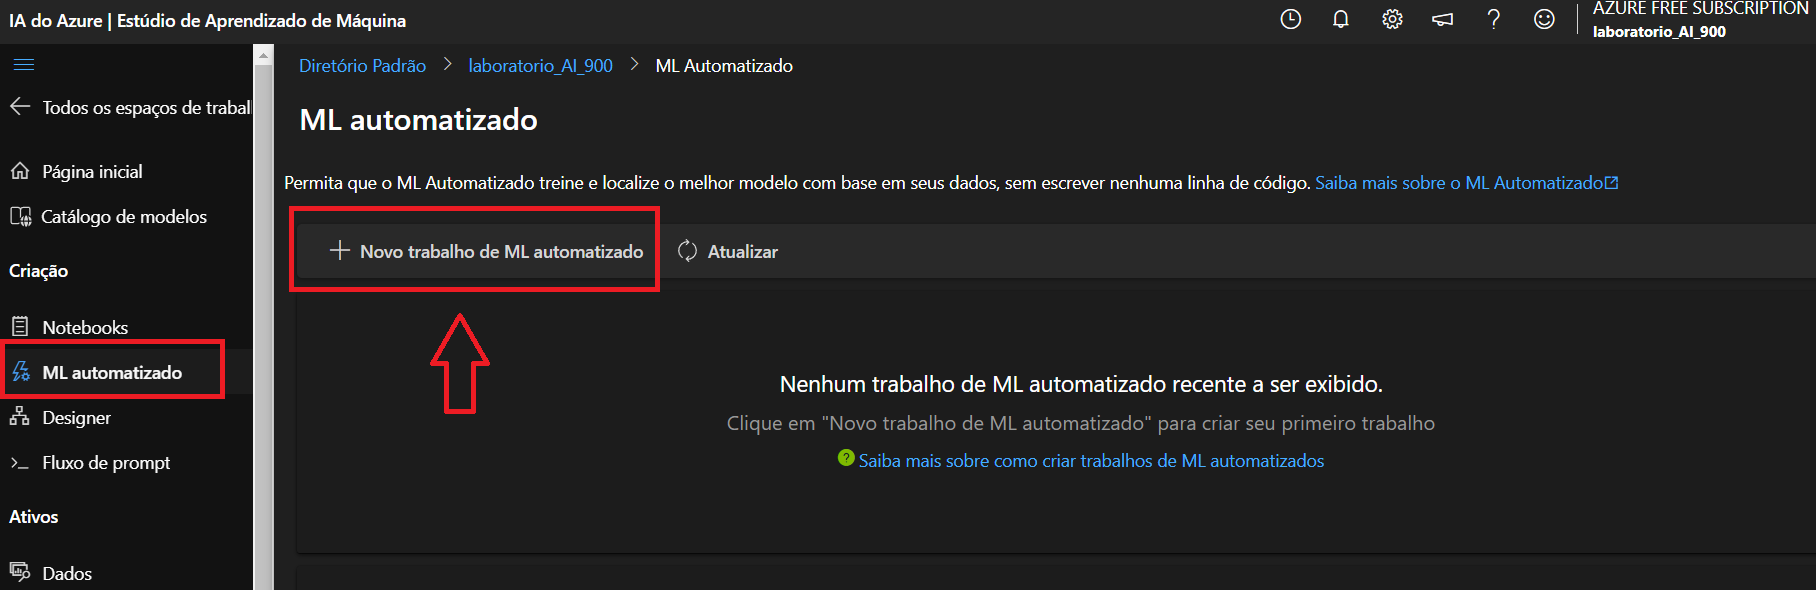 IA do Azure | Estúdio de Aprendizado de Máquina
AZURE FREE SUBSCRIPTION
laboratorio_AI_900
Todos os espaços de trabal
Página inicial
Catálogo de modelos
Criação
Notebooks
ML automatizado
Designer
Fluxo de prompt
Ativos
Dados
Diretório Padrão > laboratorio_AI_900 > ML Automatizado
ML automatizado
Permita que o ML Automatizado treine e localize o melhor modelo com base em seus dados, sem escrever nenhuma linha de código. Saiba mais sobre o ML Automatizado
Novo trabalho de ML automatizado Atualizar
Nenhum trabalho de ML automatizado recente a ser exibido.
Clique em "Novo trabalho de ML automatizado" para criar seu primeiro trabalho
Saiba mais sobre como criar trabalhos de ML automatizados